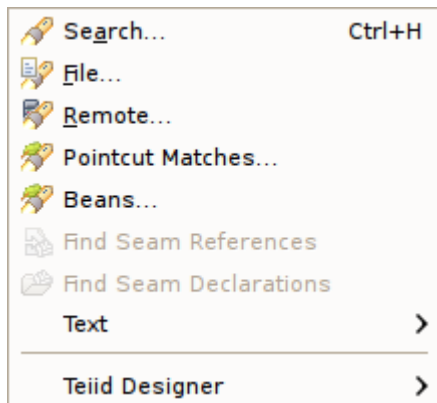 Search... Ctrl+H
File...
Remote...
Pointcut Matches...
Beans...
Find Seam References
Find Seam Declarations
Text
Teiid Designer